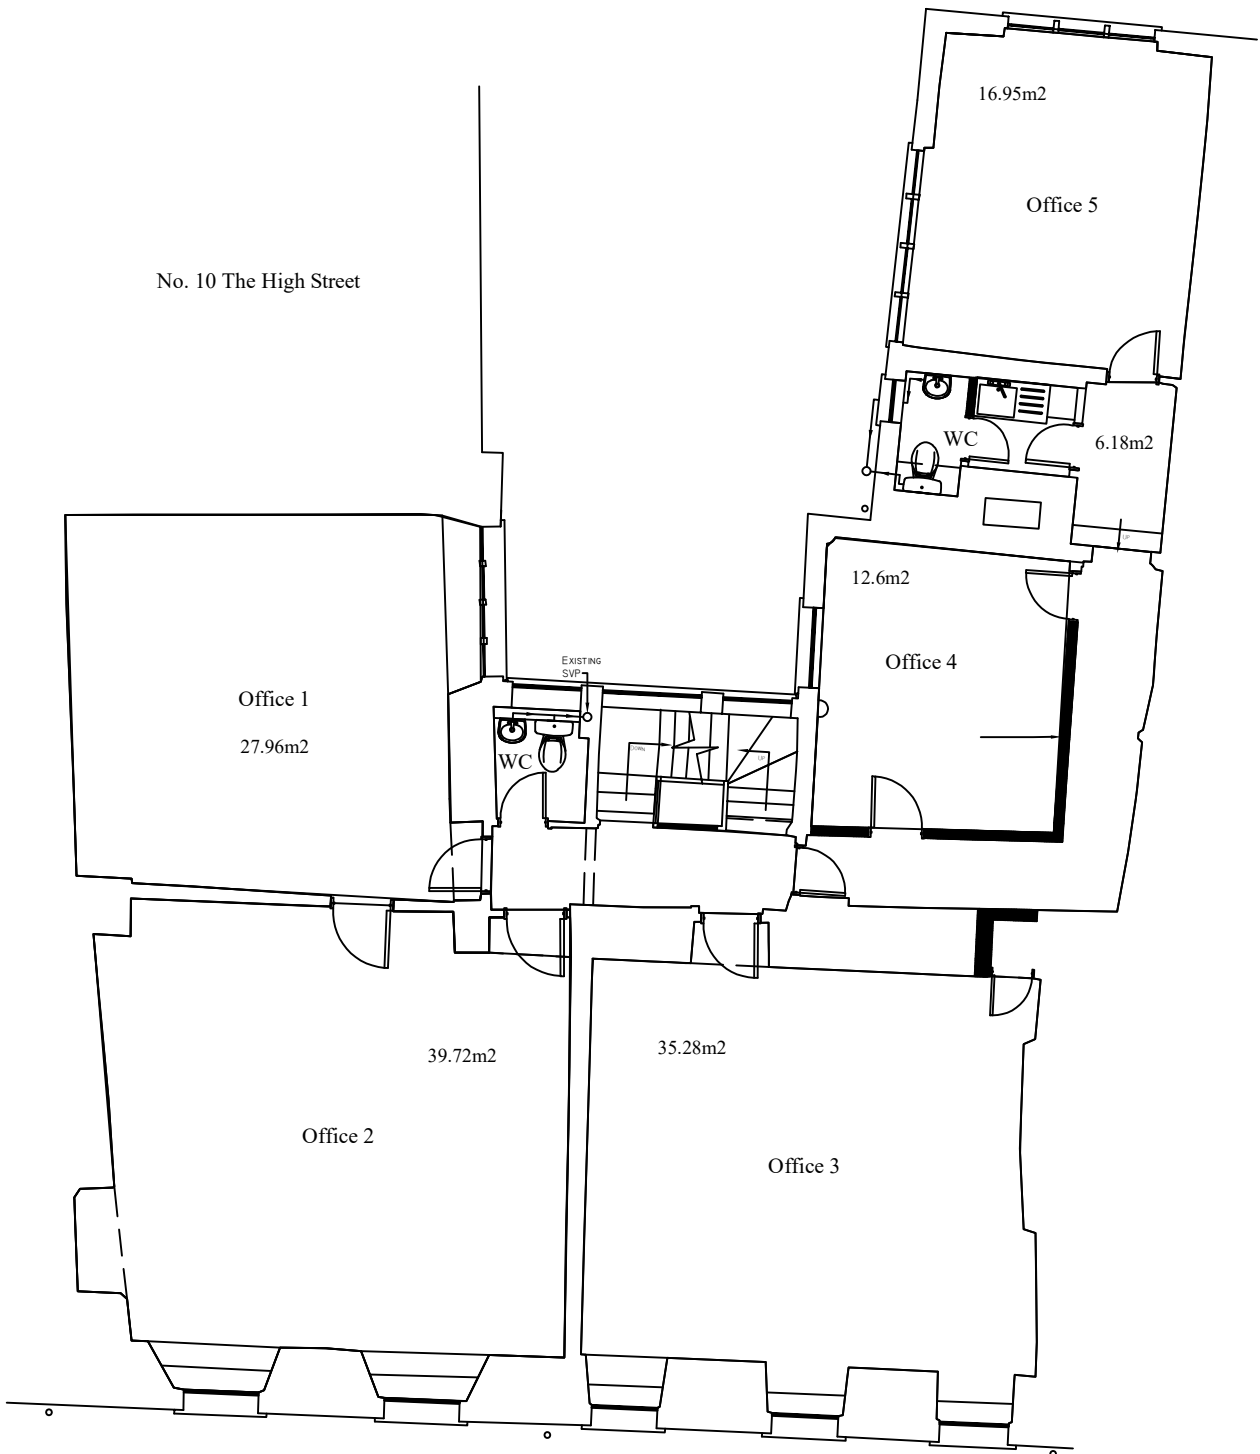 16.95m2
Office 5
No. 10 The High Street
WC
6.18m2
UP
12.6m2
Office 4
EXISTING
SVP
Office 1
27.96m2
WC
DOWN
UP
39.72m2
35.28m2
Office 2
Office 3